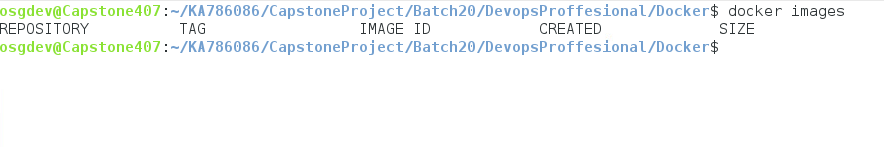 osgdev@Capstone407:~/KA786086/CapstoneProject/Batch20/DevopsProffesional/Docker$ docker images
REPOSITORY          TAG                 IMAGE ID            CREATED             SIZE
osgdev@Capstone407:~/KA786086/CapstoneProject/Batch20/DevopsProffesional/Docker$